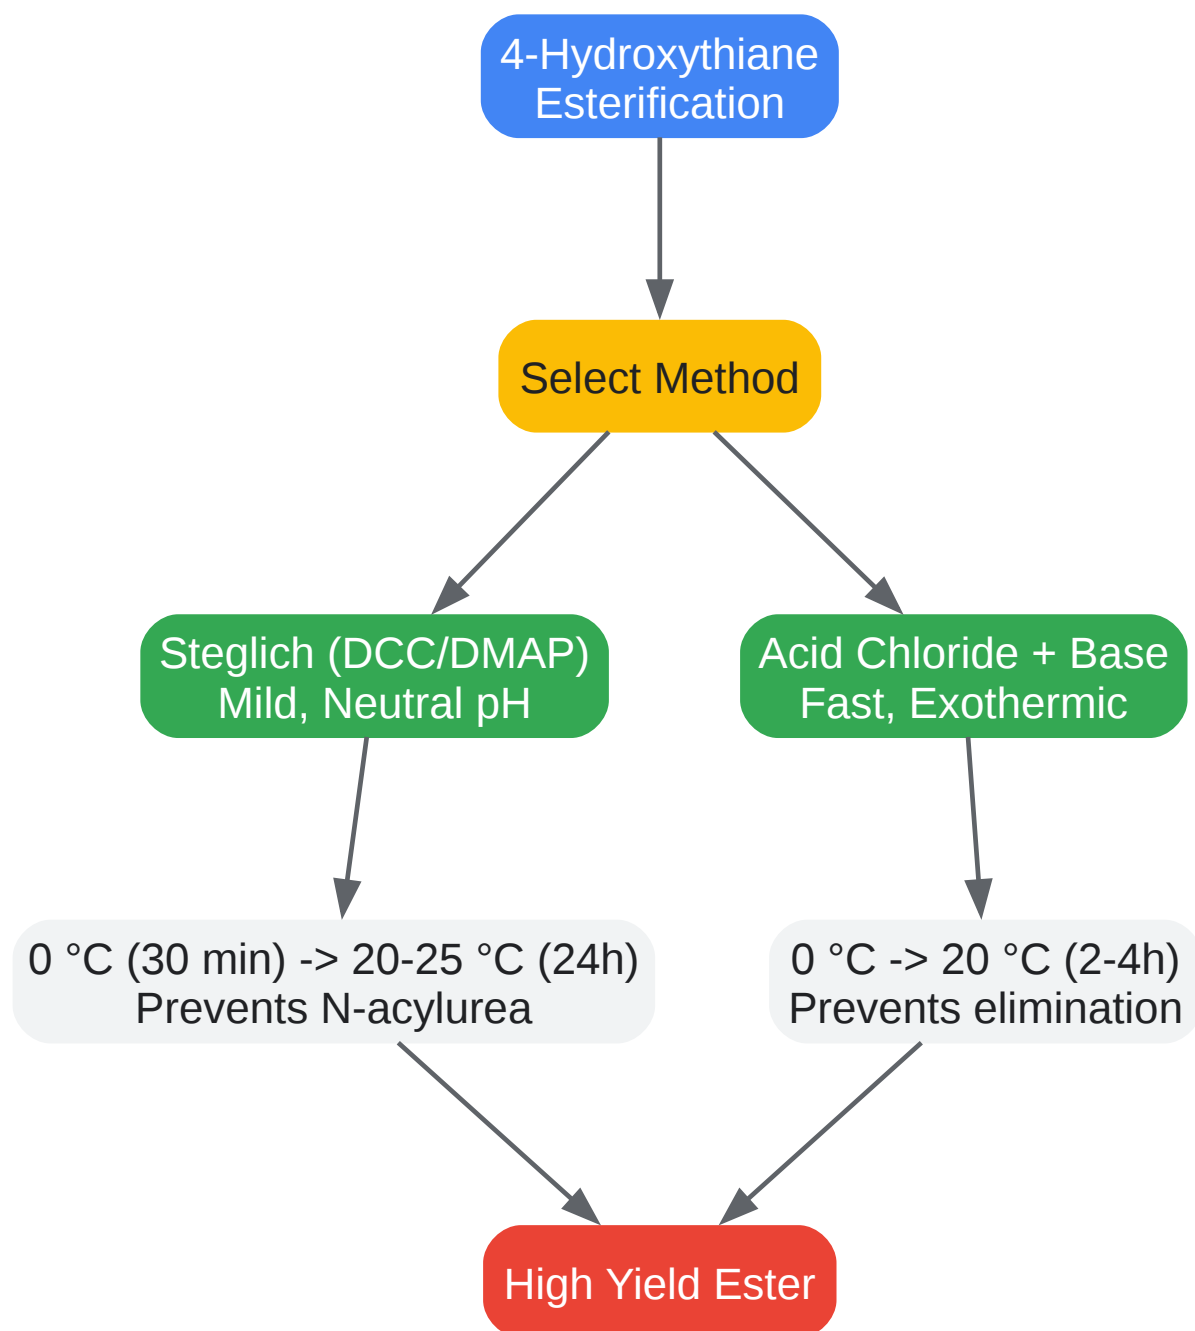 4-Hydroxythiane
Esterification
Select Method
Steglich (DCC/DMAP)
Mild, Neutral pH
Acid Chloride + Base
Fast, Exothermic
0 °C (30 min) -> 20-25 °C (24h)
Prevents N-acylurea
0 °C -> 20 °C (2-4h)
Prevents elimination
High Yield Ester